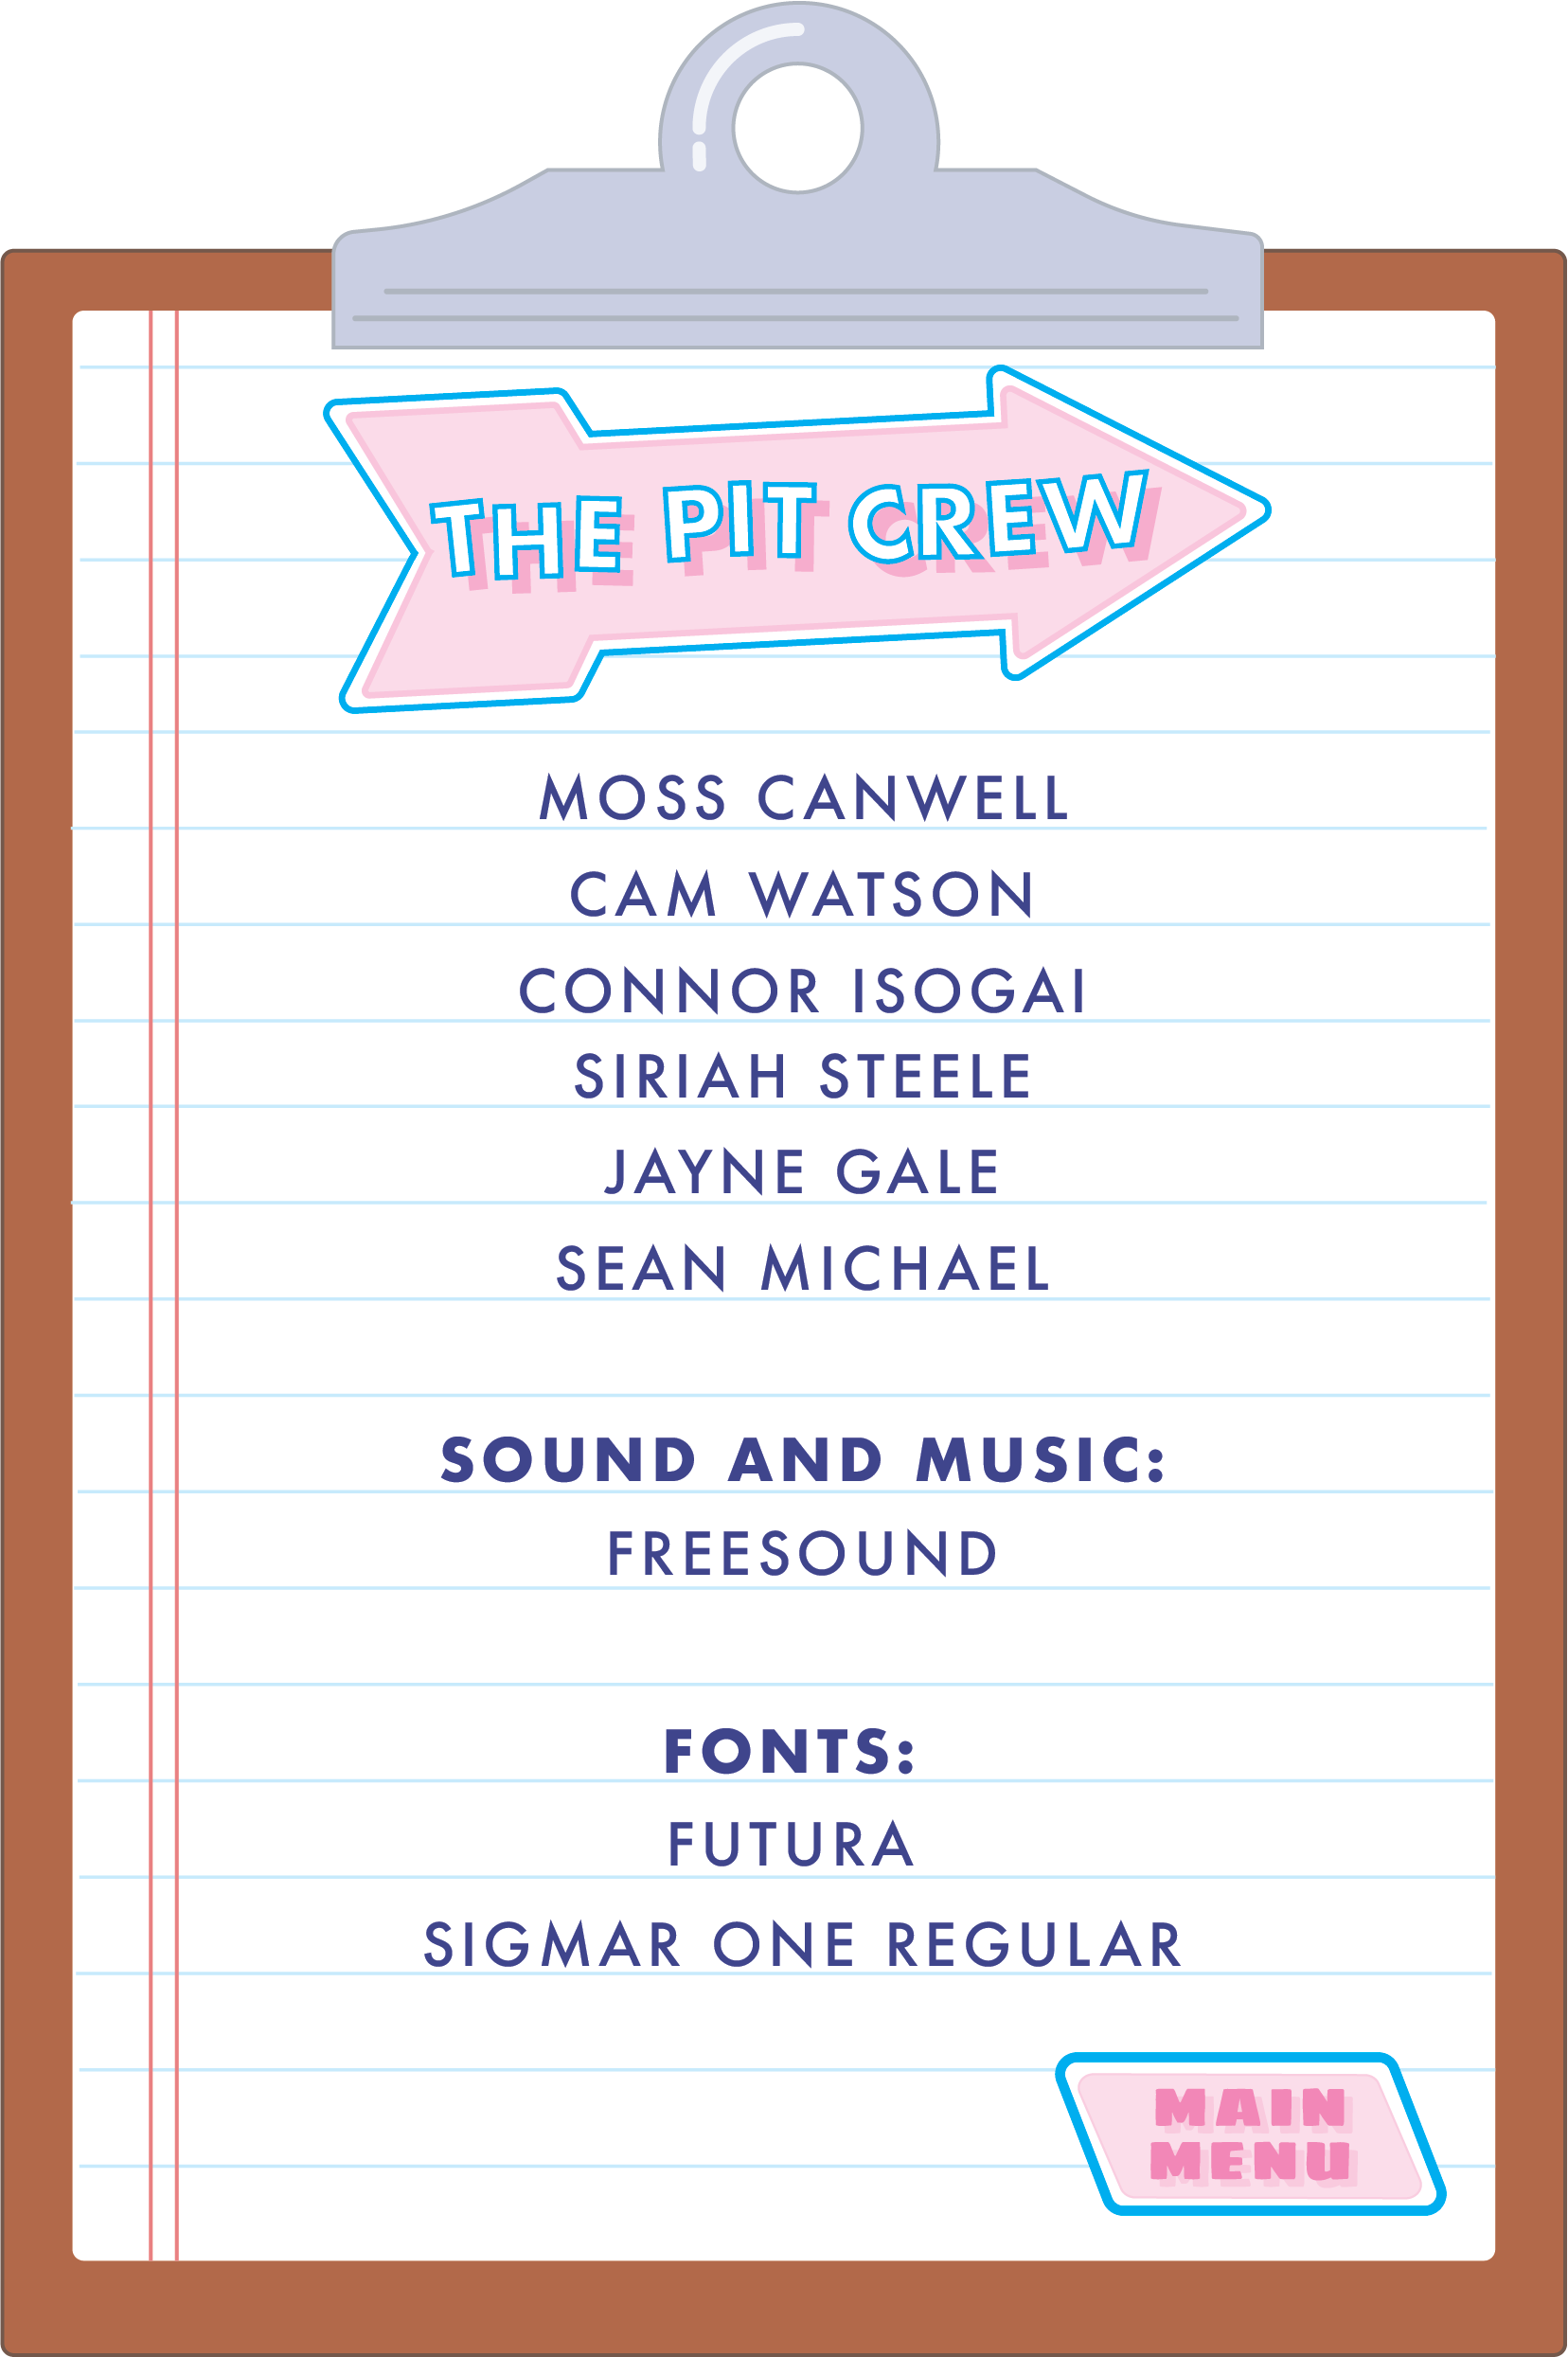 THE PIT CREW
MOSS CANWELL
CAM WATSON
CONNOR ISOGAI
SIRIAH STEELE
JAYNE GALE
SEAN MICHAEL
SOUND AND MUSIC:
FREESOUND
FONTS:
FUTURA
SIGMAR ONE REGULAR
MAIN
MENU